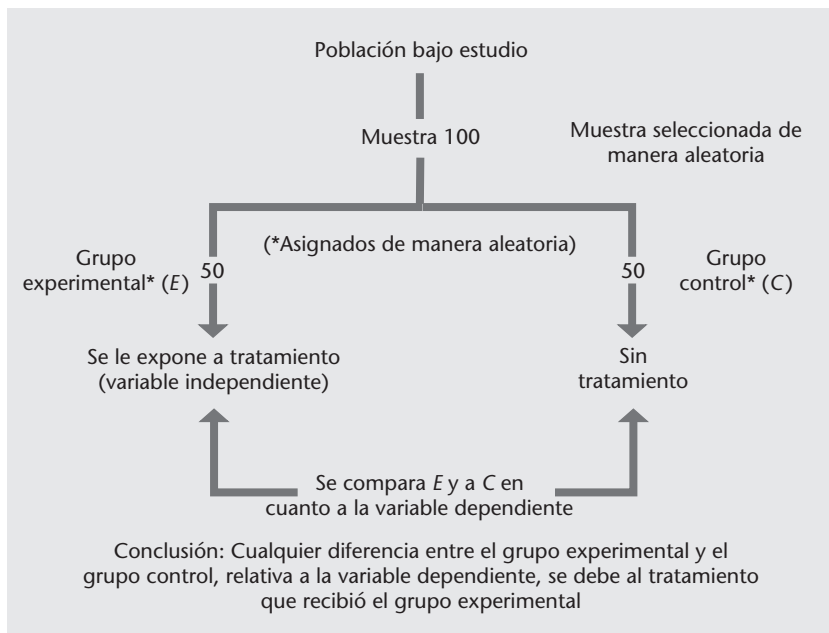 Población bajo estudio
Muestra 100
Muestra seleccionada de
manera aleatoria
(*Asignados de manera aleatoria)
Grupo
experimental* (E)
50
50
Grupo
control* (C)
Se le expone a tratamiento
(variable independiente)
Sin
tratamiento
Se compara E y a C en
cuanto a la variable dependiente
Conclusión: Cualquier diferencia entre el grupo experimental y el
grupo control, relativa a la variable dependiente, se debe al tratamiento
que recibió el grupo experimental